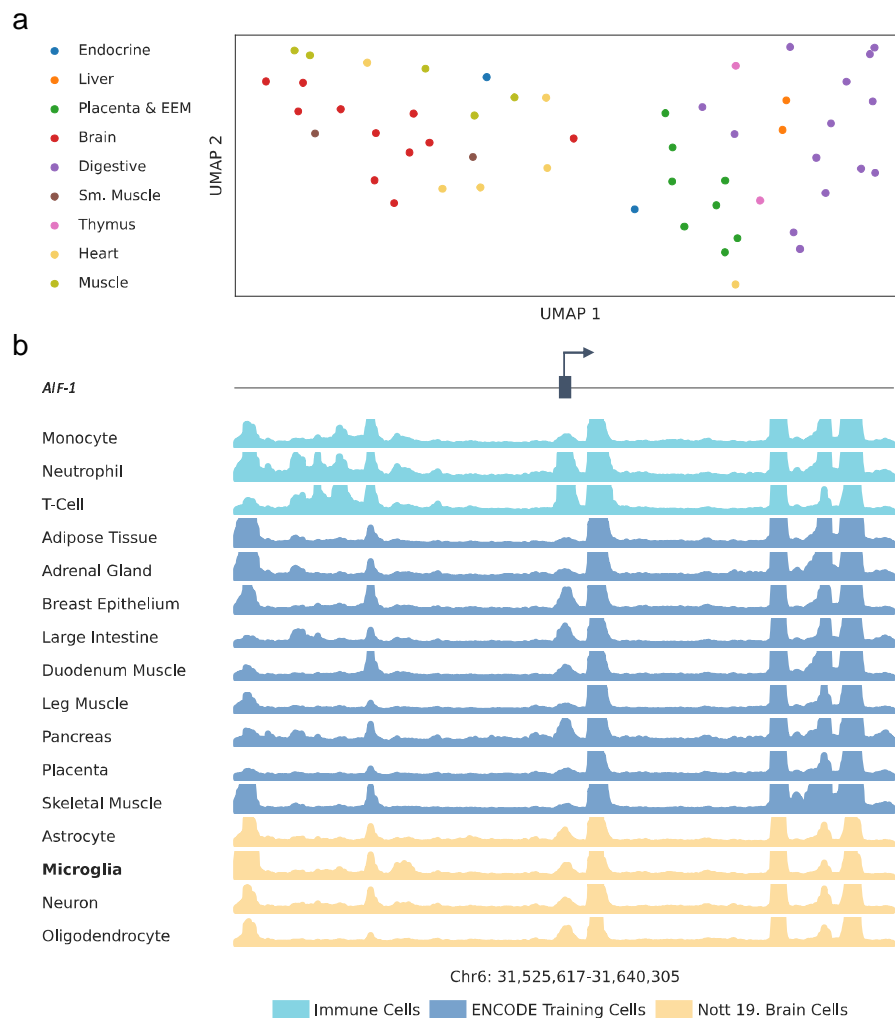 a
Endocrine
Liver
Placenta & EEM
Brain
Digestive
Sm. Muscle
Thymus
Heart
Muscle
UMAP 2
UMAP 1
b
AIF-1
Monocyte
Neutrophil
T-Cell
Adipose Tissue
Adrenal Gland
Breast Epithelium
Large Intestine
Duodenum Muscle
Leg Muscle
Pancreas
Placenta
Skeletal Muscle
Astrocyte
Microglia
Neuron
Oligodendrocyte
Chr6: 31,525,617-31,640,305
Immune Cells ENCODE Training Cells Nott 19. Brain Cells